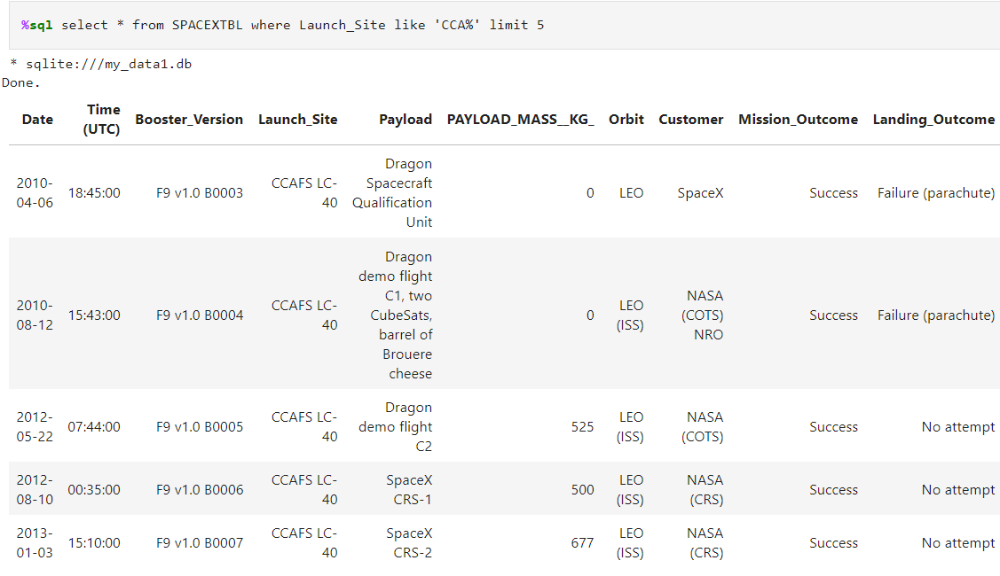 %sql select * from SPACEXTBL where Launch_Site like 'CCA%' limit 5
* sqlite:///my_data1.db
Done.
Date Time (UTC) Booster_Version Launch_Site Payload PAYLOAD_MASS__KG_ Orbit Customer Mission_Outcome Landing_Outcome
2010-04-06 18:45:00 F9 v1.0 B0003 CCAFS LC-40 Dragon Spacecraft Qualification Unit 0 LEO SpaceX Success Failure (parachute)
2010-08-12 15:43:00 F9 v1.0 B0004 CCAFS LC-40 Dragon demo flight C1, two CubeSats, barrel of Brouere cheese 0 LEO (ISS) NASA (COTS) NRO Success Failure (parachute)
2012-05-22 07:44:00 F9 v1.0 B0005 CCAFS LC-40 Dragon demo flight C2 525 LEO (ISS) NASA (COTS) Success No attempt
2012-08-10 00:35:00 F9 v1.0 B0006 CCAFS LC-40 SpaceX CRS-1 500 LEO (ISS) NASA (CRS) Success No attempt
2013-01-03 15:10:00 F9 v1.0 B0007 CCAFS LC-40 SpaceX CRS-2 677 LEO (ISS) NASA (CRS) Success No attempt